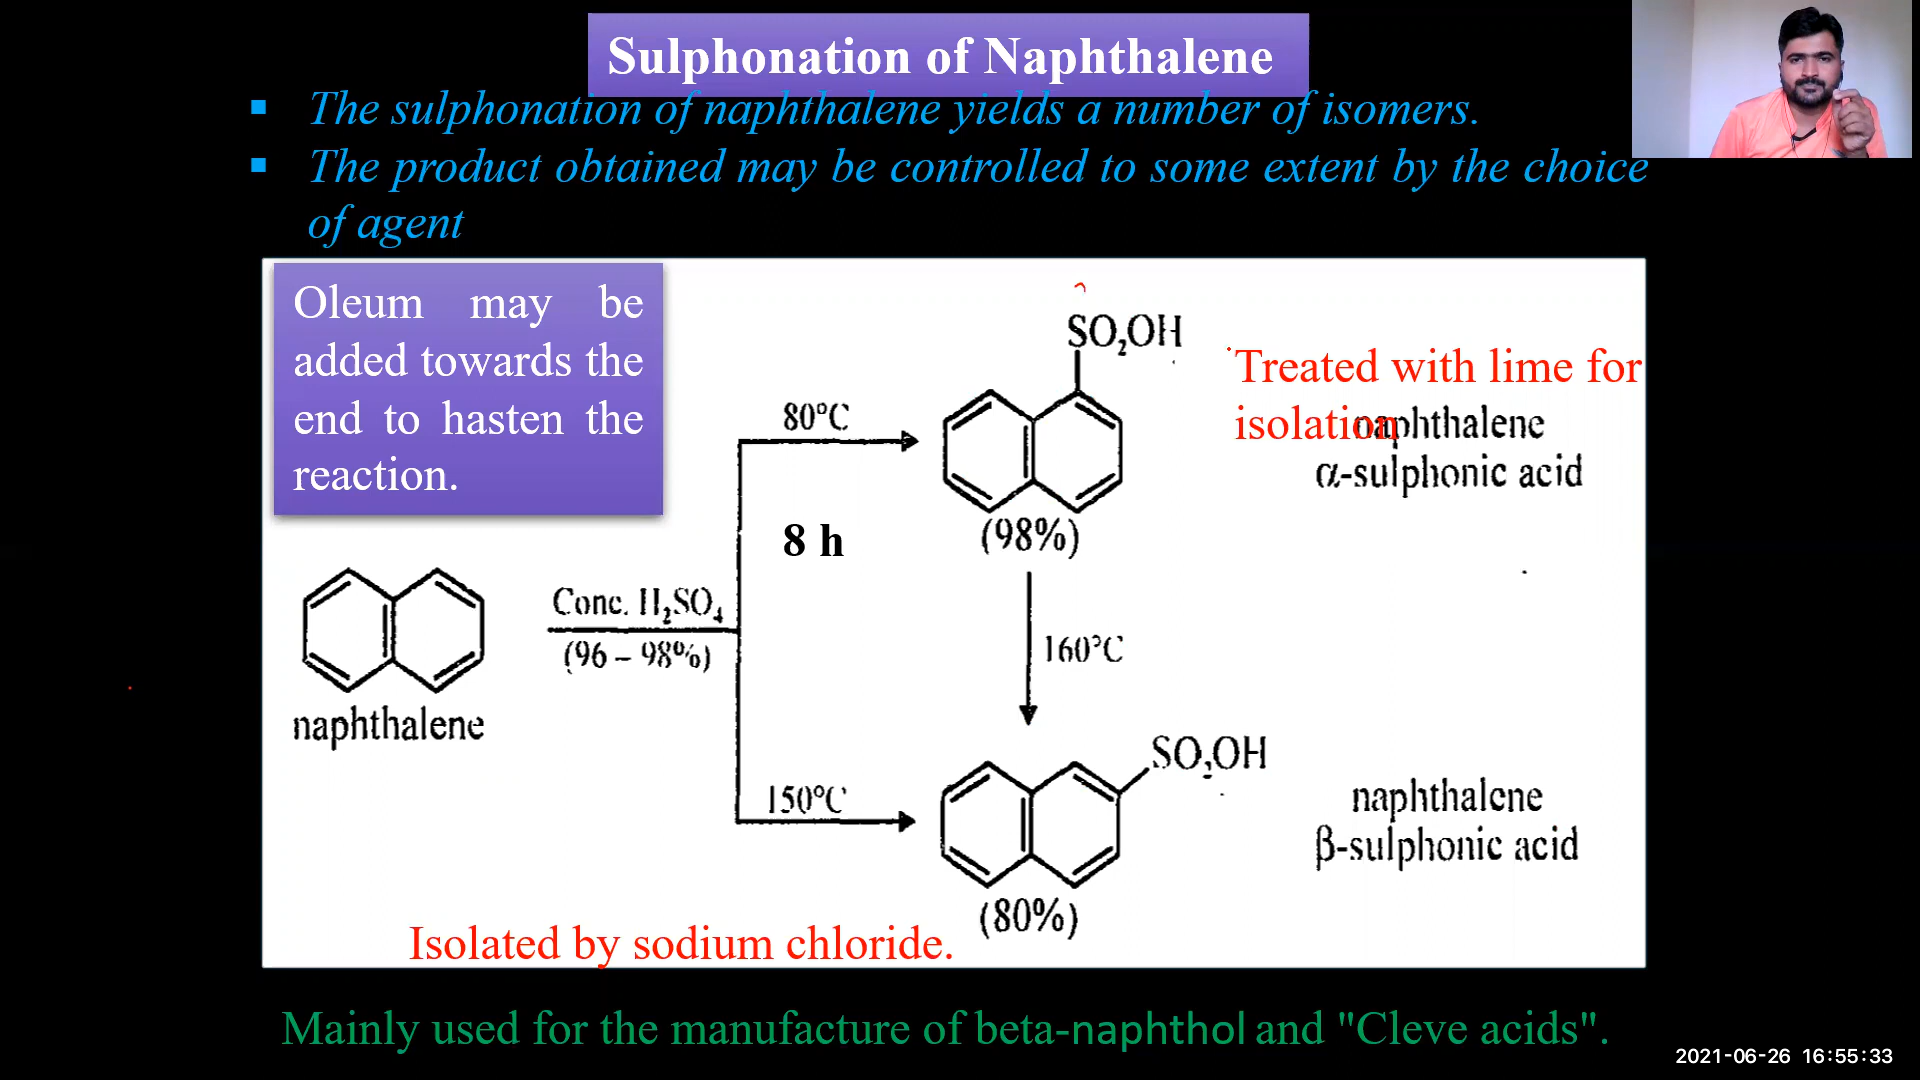 Sulphonation of Naphthalene
▪ The sulphonation of naphthalene yields a number of isomers.
▪ The product obtained may be controlled to some extent by the choice
of agent
Oleum may be
added towards the
end to hasten the
reaction.
SO₂OH
Treated with lime for
isolation
naphthalene
α-sulphonic acid
80°C
(98%)
8 h
Conc. H₂SO₄
(96 – 98%)
naphthalene
160°C
150°C
SO₂OH
naphthalene
β-sulphonic acid
(80%)
Isolated by sodium chloride.
Mainly used for the manufacture of beta-naphthol and "Cleve acids".
2021-06-26 16:55:33